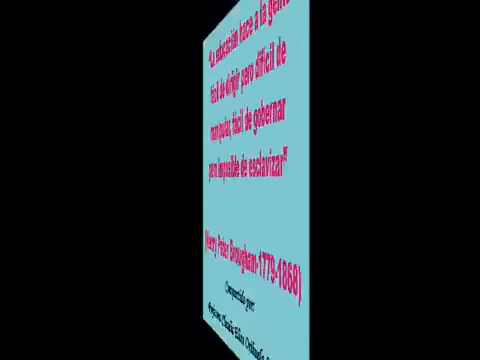 "La educación hace a la gente
fácil de dirigir pero difícil de
manipular, fácil de gobernar
pero imposible de esclavizar"
(Henry Peter Brougham-1779-1868)
Compartido por: